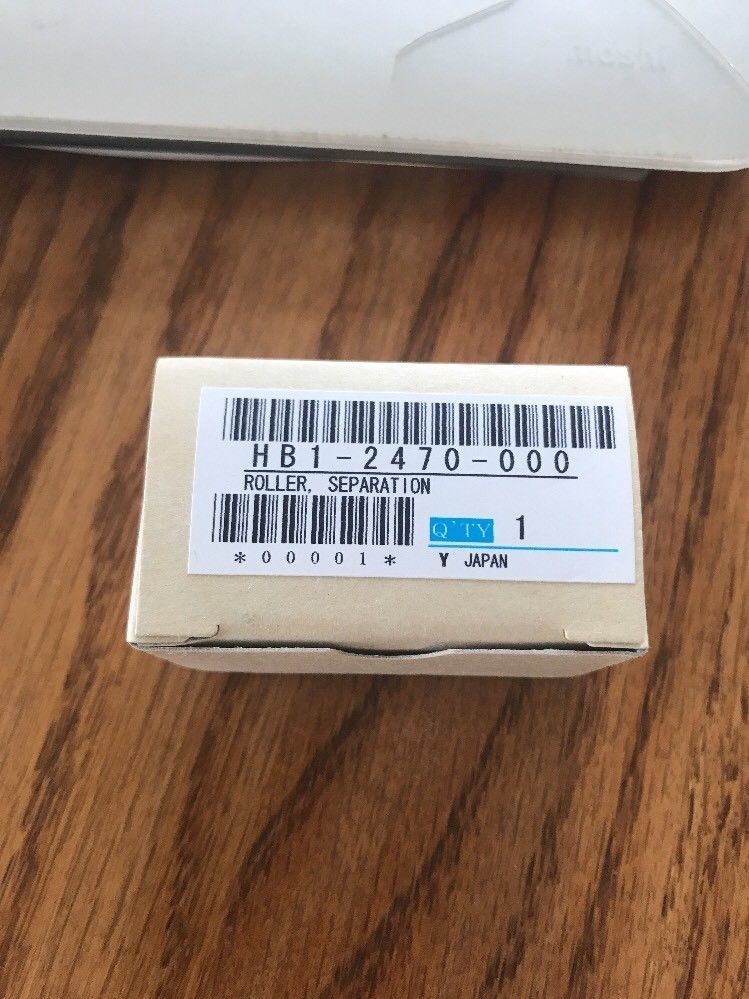 HB1-2470-000
ROLLER, SEPARATION
Q'TY 1
*00001*
Y JAPAN